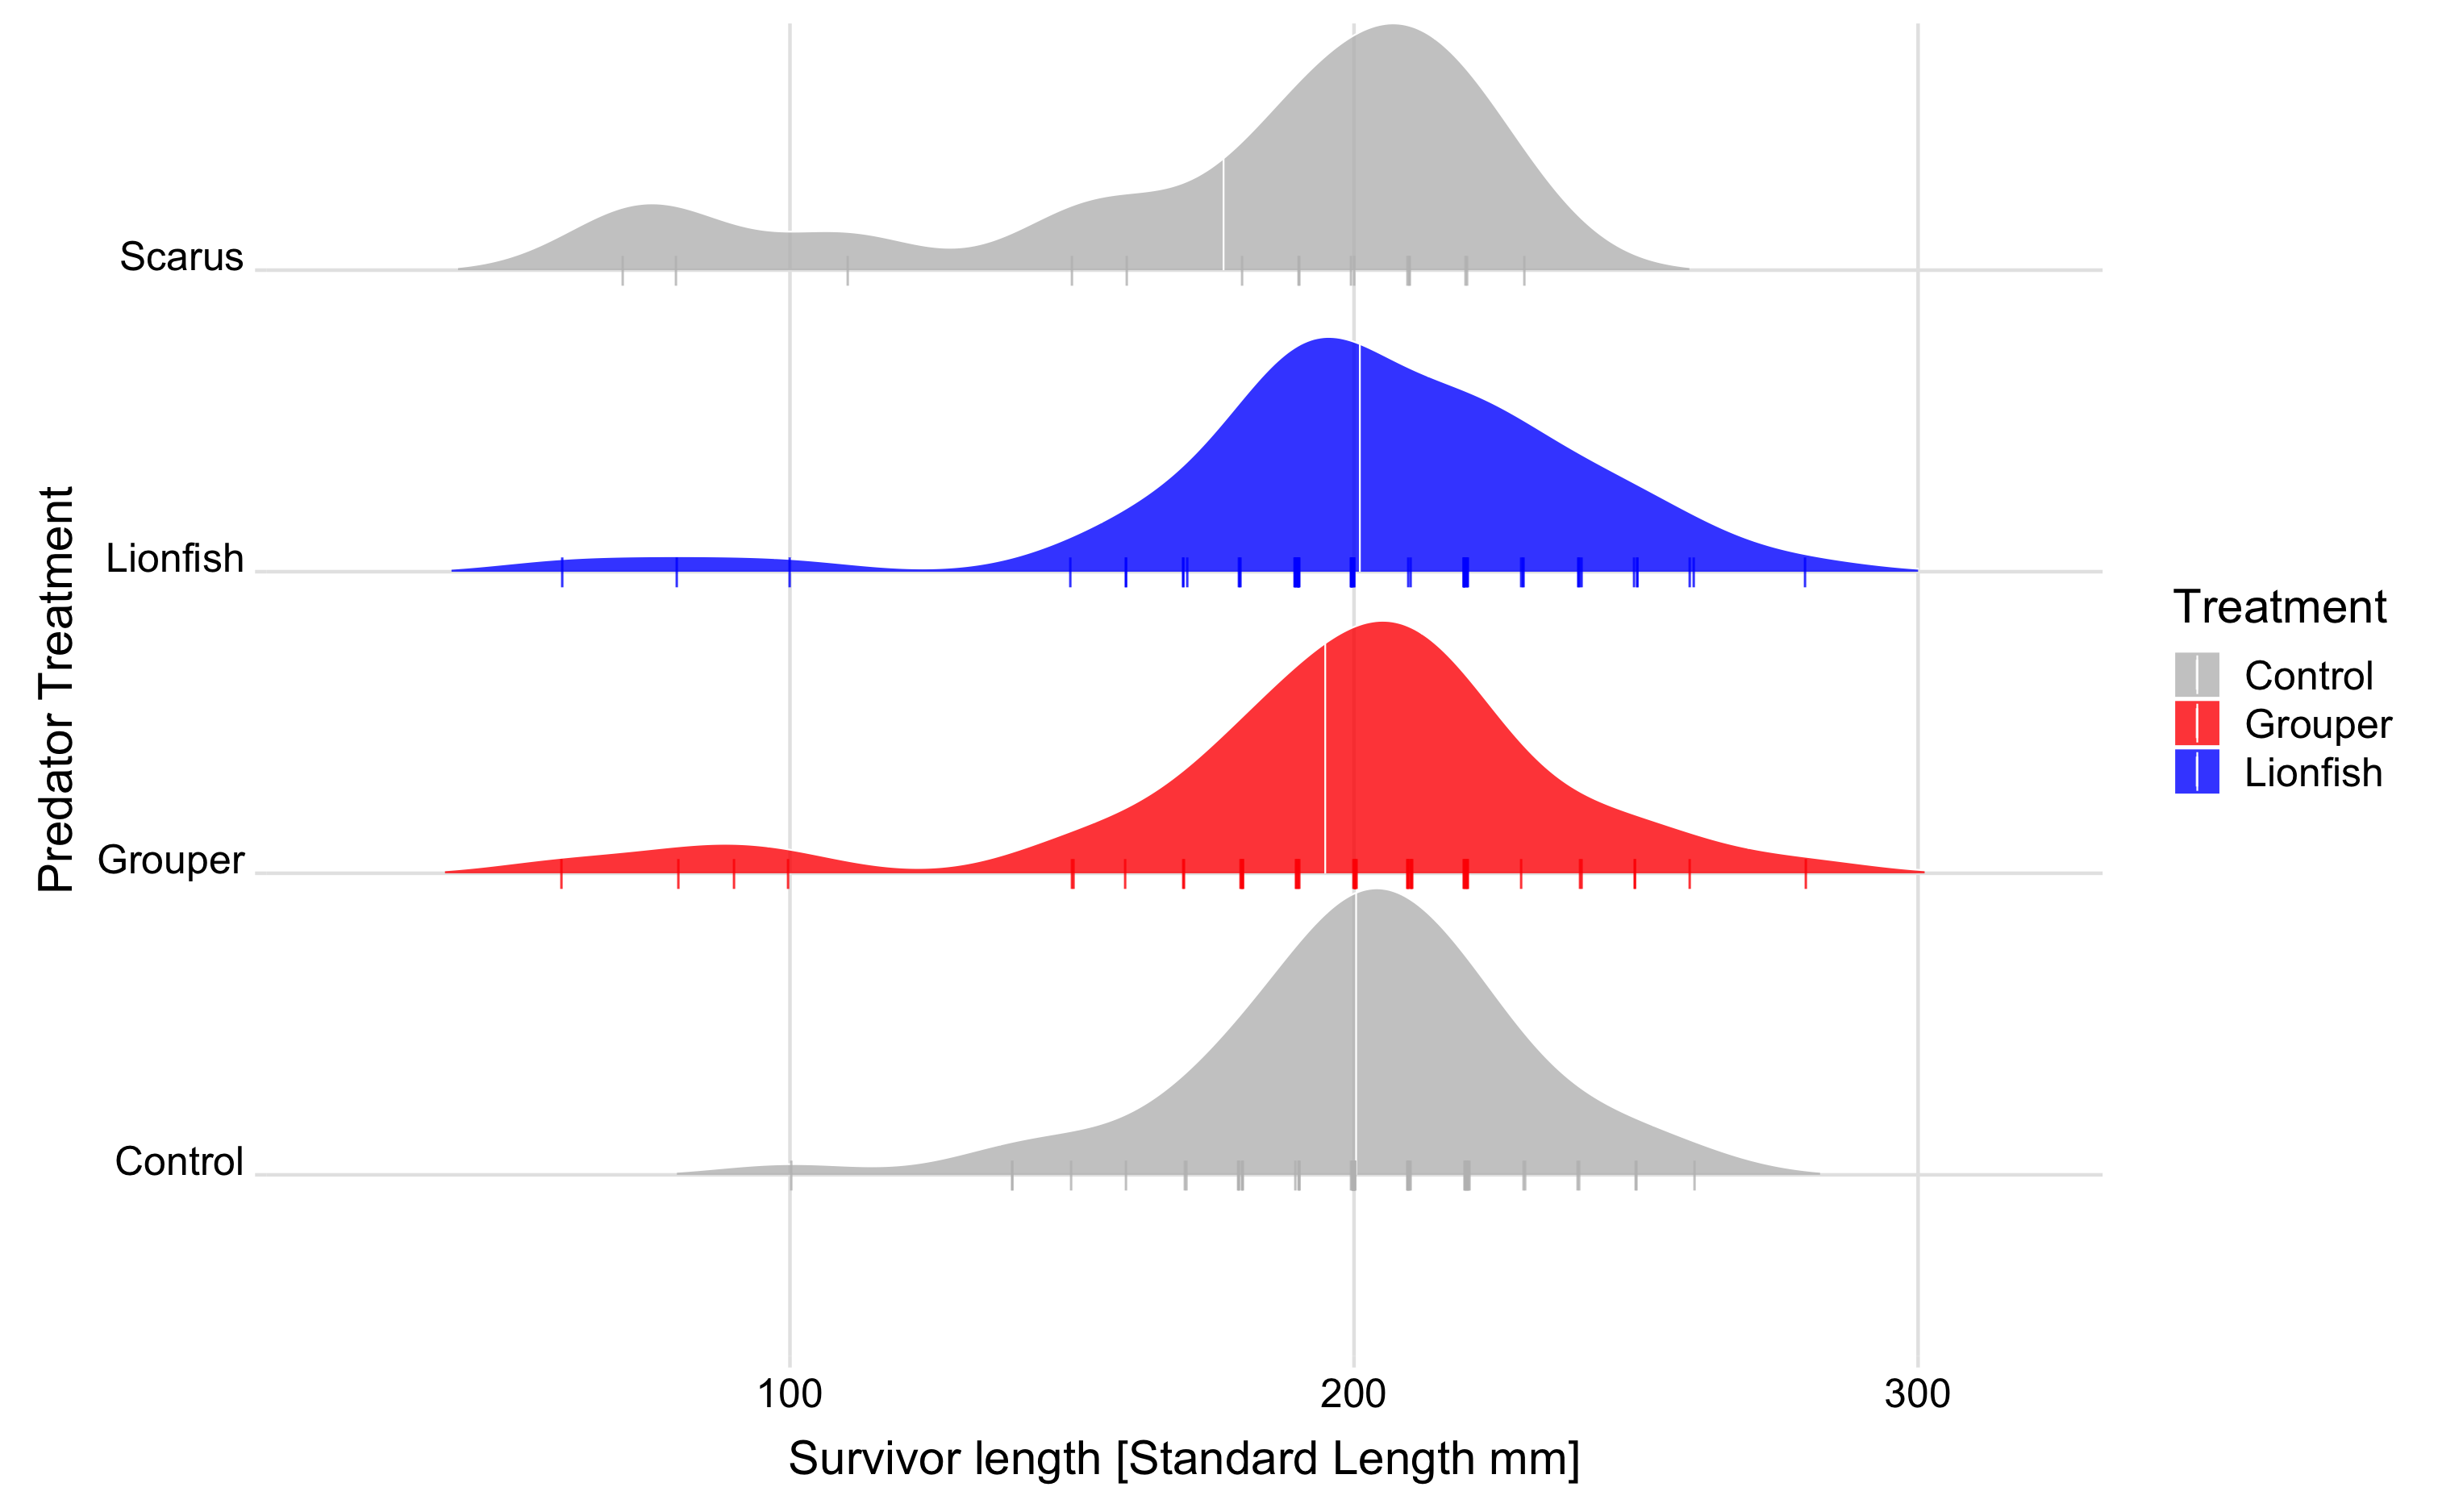 Predator Treatment
Scarus
Lionfish
Grouper
Control
100
200
300
Survivor length [Standard Length mm]
Treatment
Control
Grouper
Lionfish